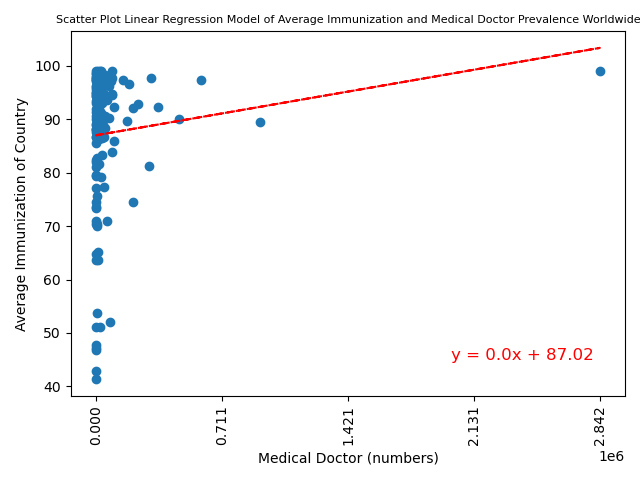 Scatter Plot Linear Regression Model of Average Immunization and Medical Doctor Prevalence Worldwide
Average Immunization of Country
100
90
80
70
60
50
40
y = 0.0x + 87.02
0.000
0.711
1.421
2.131
2.842
1e6
Medical Doctor (numbers)